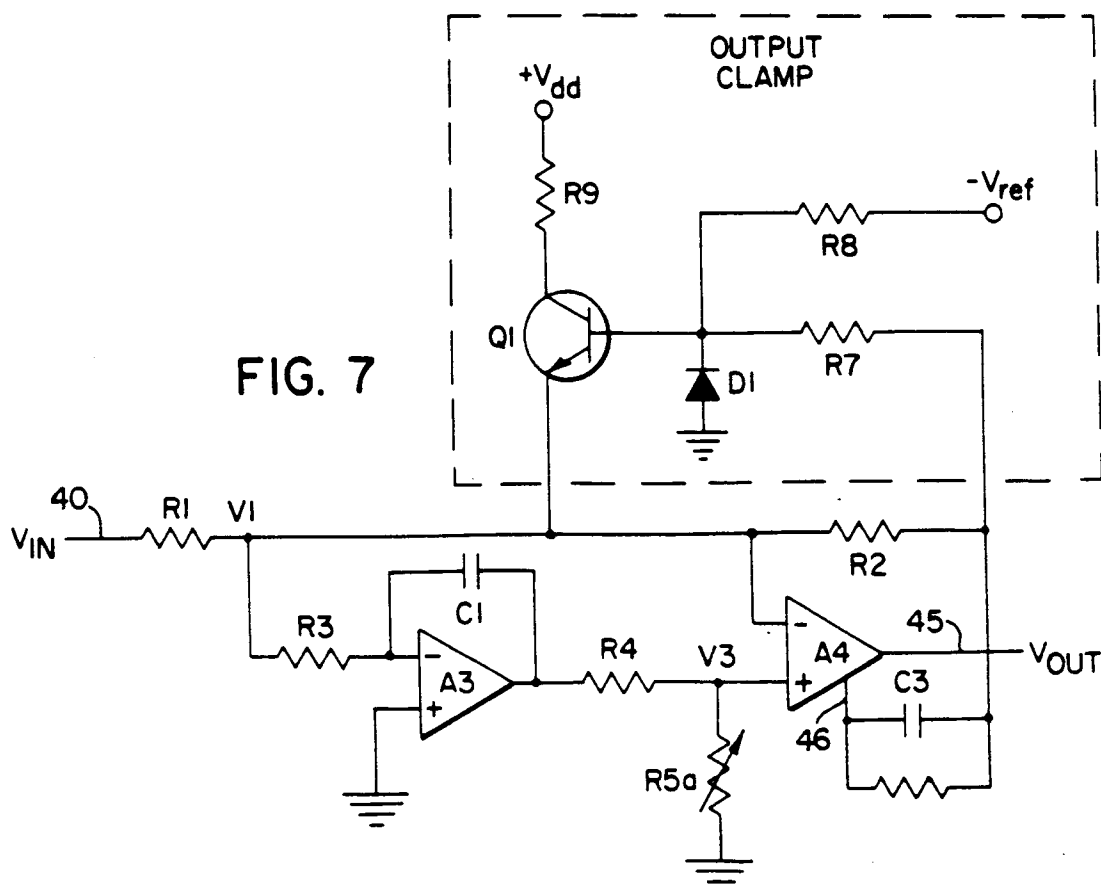 OUTPUT
CLAMP
+Vdd
R9
-Vref
R8
Q1
R7
D1
FIG. 7
40
R1
V1
VIN
R2
C1
R3
R4
V3
45
A3
A4
VOUT
-
+
-
+
C3
46
R5a